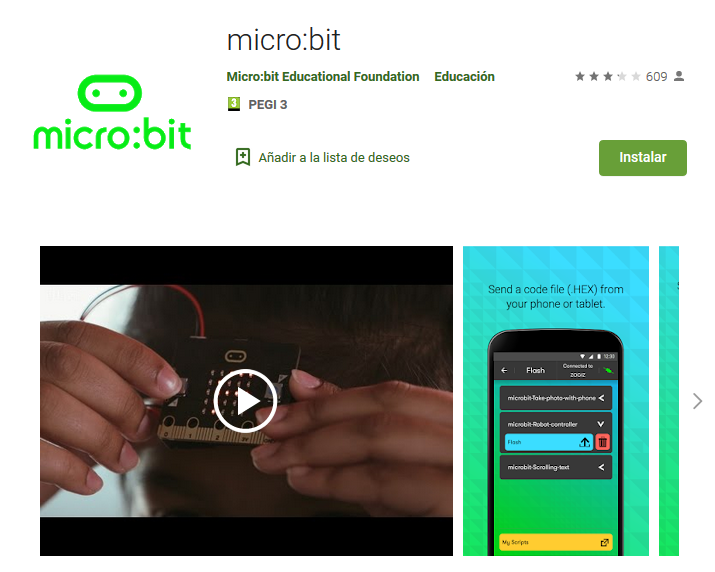 micro:bit
micro:bit
Micro:bit Educational Foundation Educación
609
3 PEGI 3
Añadir a la lista de deseos
Instalar
Send a code file (.HEX) from
your phone or tablet.
12:30
Flash
Connected to
microbit-Take-photo-with-phone
microbit-Robot-controller
Flash
microbit-Scrolling-text
My Scripts